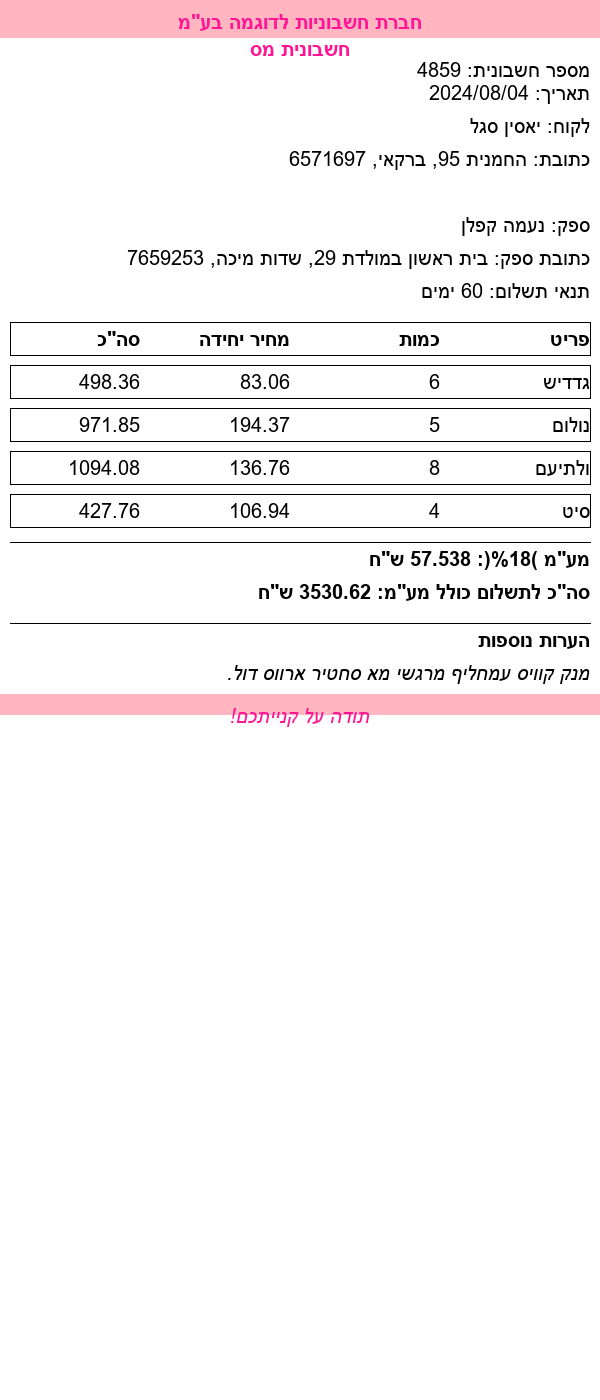 חברת חשבוניות לדוגמה בע"מ
חשבונית מס
מספר חשבונית: 4859
תאריך: 2024/08/04
לקוח: יאסין סגל
כתובת: החמנית 95, ברקאי, 6571697
ספק: נעמה קפלן
כתובת ספק: בית ראשון במולדת 29, שדות מיכה, 7659253
תנאי תשלום: 60 ימים
פריט כמות מחיר יחידה סה"כ
גדדיש 6 83.06 498.36
נולום 5 194.37 971.85
ולתיעם 8 136.76 1094.08
סיט 4 106.94 427.76
מע"מ )18%(: 57.538 ש"ח
סה"כ לתשלום כולל מע"מ: 3530.62 ש"ח
הערות נוספות
מנק קוויס עמחליף מרגשי מא סחטיר ארווס דול.
תודה על קנייתכם!